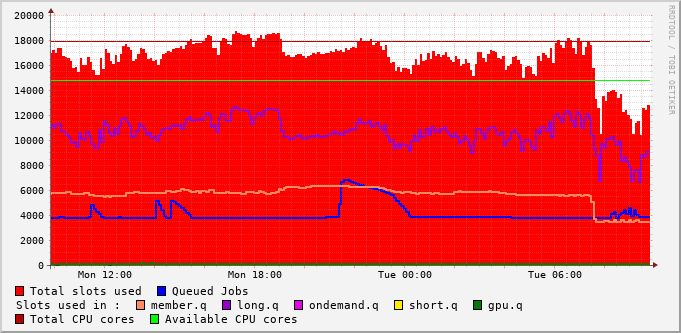 20000
18000
16000
14000
12000
10000
8000
6000
4000
2000
0
Mon 12:00 Mon 18:00 Tue 00:00 Tue 06:00
RRDTOOL / TOBI OETIKER
Total slots used Queued Jobs
Slots used in : member.q long.q ondemand.q short.q gpu.q
Total CPU cores Available CPU cores